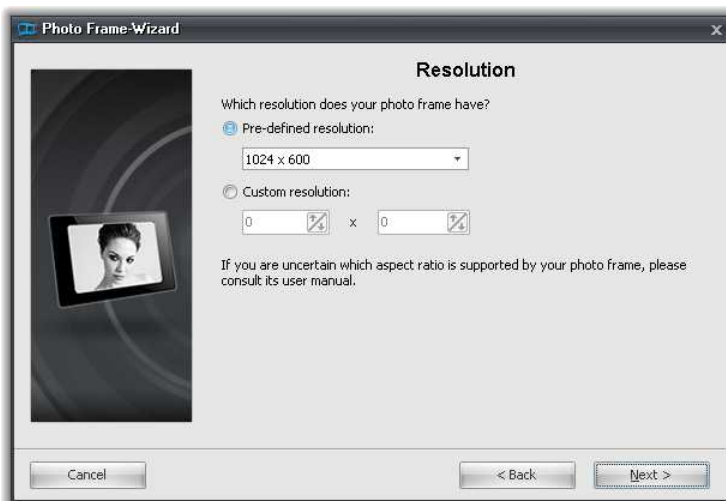 Photo Frame-Wizard
x
Resolution
Which resolution does your photo frame have?
Pre-defined resolution:
1024 x 600
Custom resolution:
0 x 0
If you are uncertain which aspect ratio is supported by your photo frame, please
consult its user manual.
Cancel
< Back
Next >